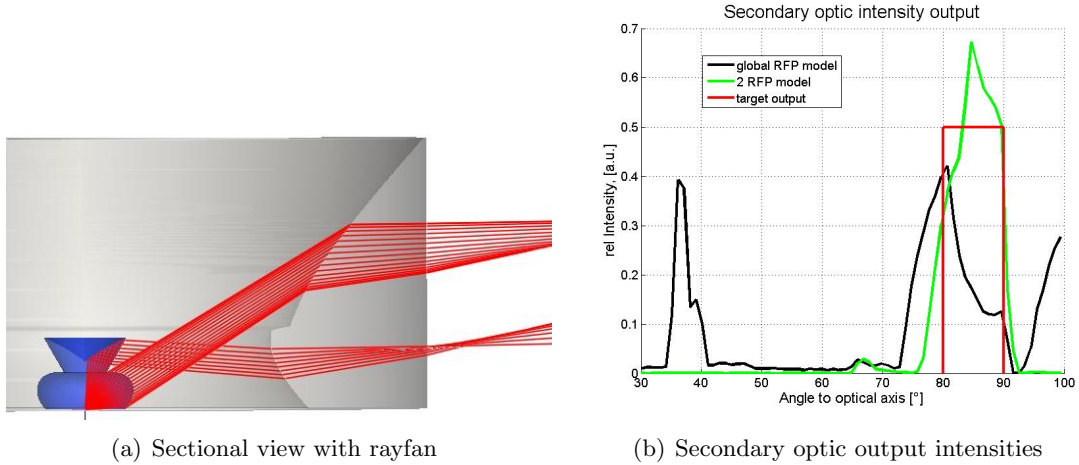 Secondary optic intensity output
0.7
0.6
0.5
0.4
0.3
0.2
0.1
0
rel Intensity, [a.u.]
global RFP model
2 RFP model
target output
30 40 50 60 70 80 90 100
Angle to optical axis [°]
(a) Sectional view with rayfan
(b) Secondary optic output intensities